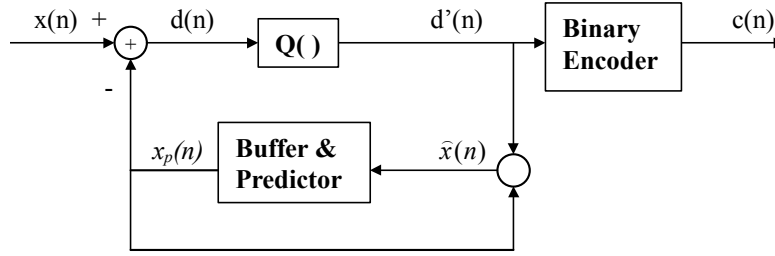 x(n) + d(n) d’(n) c(n)
+
Q( )
Binary
Encoder
-
x_p(n)
Buffer &
Predictor
x̂(n)